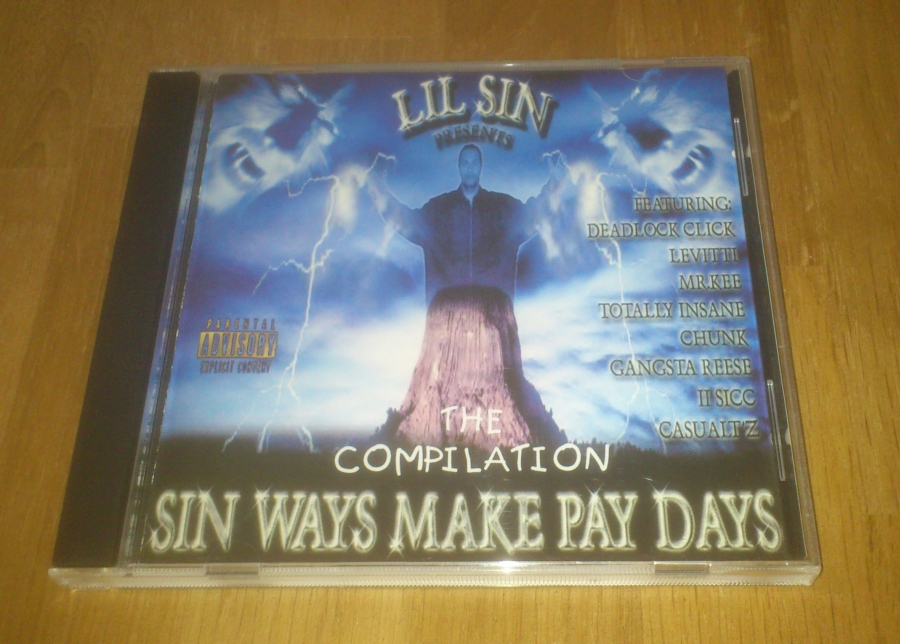 LIL SIN
PRESENTS
FEATURING:
DEADLOCK CLICK
LEVITTI
MR.KEE
TOTALLY INSANE
CHUNK
GANGSTA REESE
II SICC
CASUALT'Z
PARENTAL
ADVISORY
EXPLICIT CONTENT
THE
COMPILATION
SIN WAYS MAKE PAY DAYS